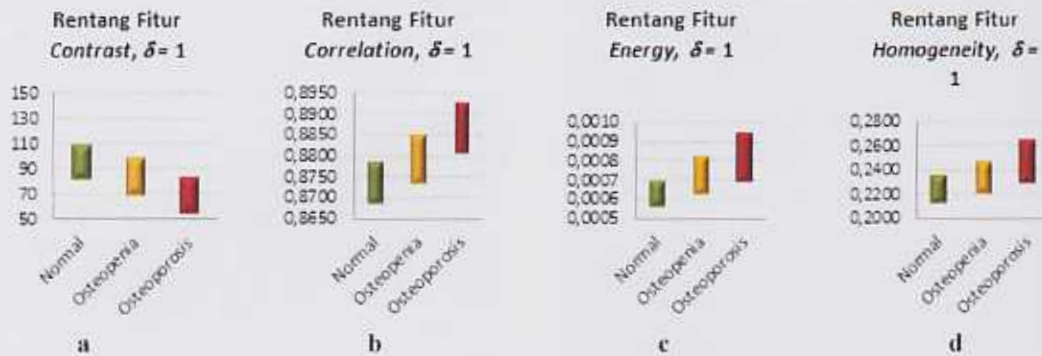 Rentang Fitur
Contrast, δ = 1
150
130
110
90
70
50
Normal
Osteopenia
Osteoporosis
a
Rentang Fitur
Correlation, δ = 1
0,8950
0,8900
0,8850
0,8800
0,8750
0,8700
0,8650
Normal
Osteopenia
Osteoporosis
b
Rentang Fitur
Energy, δ = 1
0,0010
0,0009
0,0008
0,0007
0,0006
0,0005
Normal
Osteopenia
Osteoporosis
c
Rentang Fitur
Homogeneity, δ =
1
0,2800
0,2600
0,2400
0,2200
0,2000
Normal
Osteopenia
Osteoporosis
d